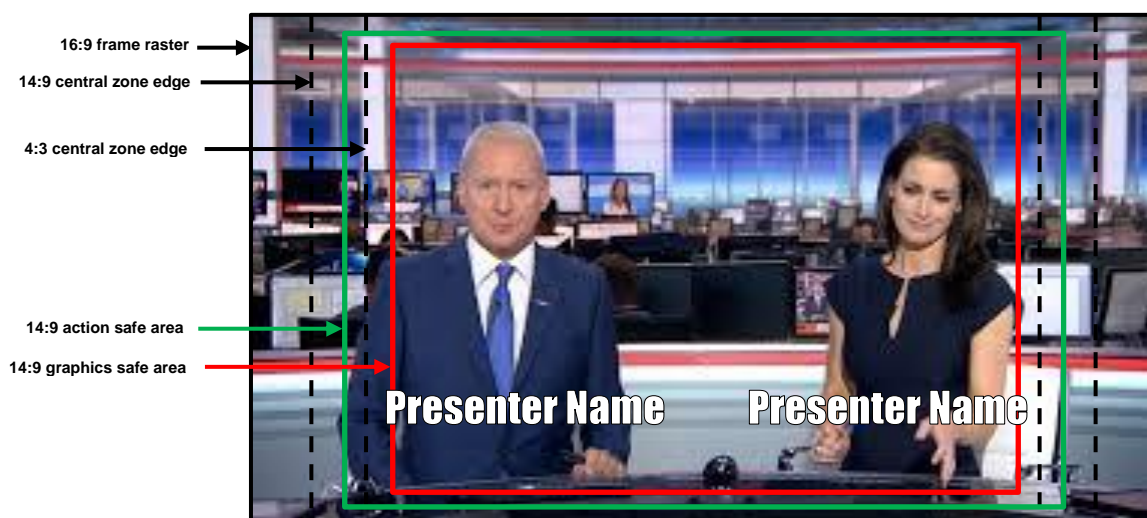 16:9 frame raster
14:9 central zone edge
4:3 central zone edge
14:9 action safe area
14:9 graphics safe area
Presenter Name
Presenter Name